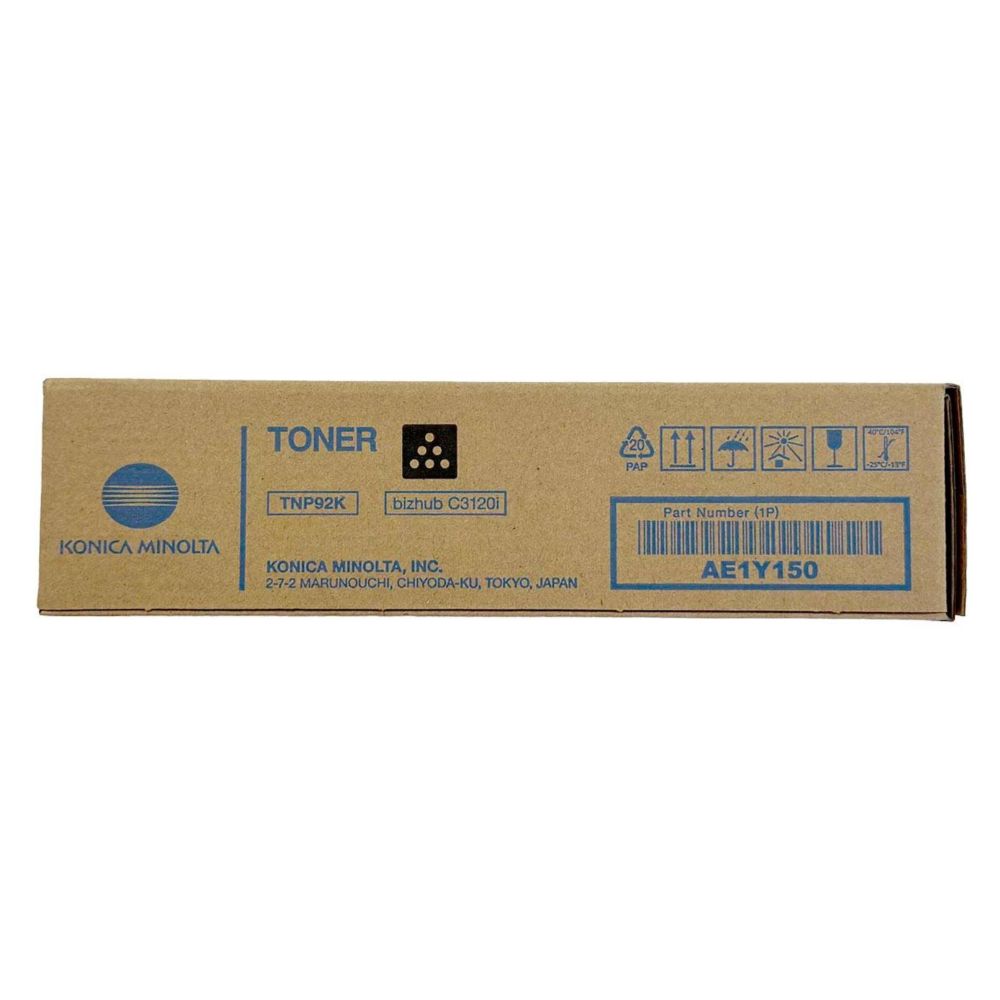 KONICA MINOLTA
TONER
TNP92K
bizhub C3120i
KONICA MINOLTA, INC.
2-7-2 MARUNOUCHI, CHIYODA-KU, TOKYO, JAPAN
20
PAP
40°C/104°F
-25°C/-13°F
Part Number (1P)
AE1Y150